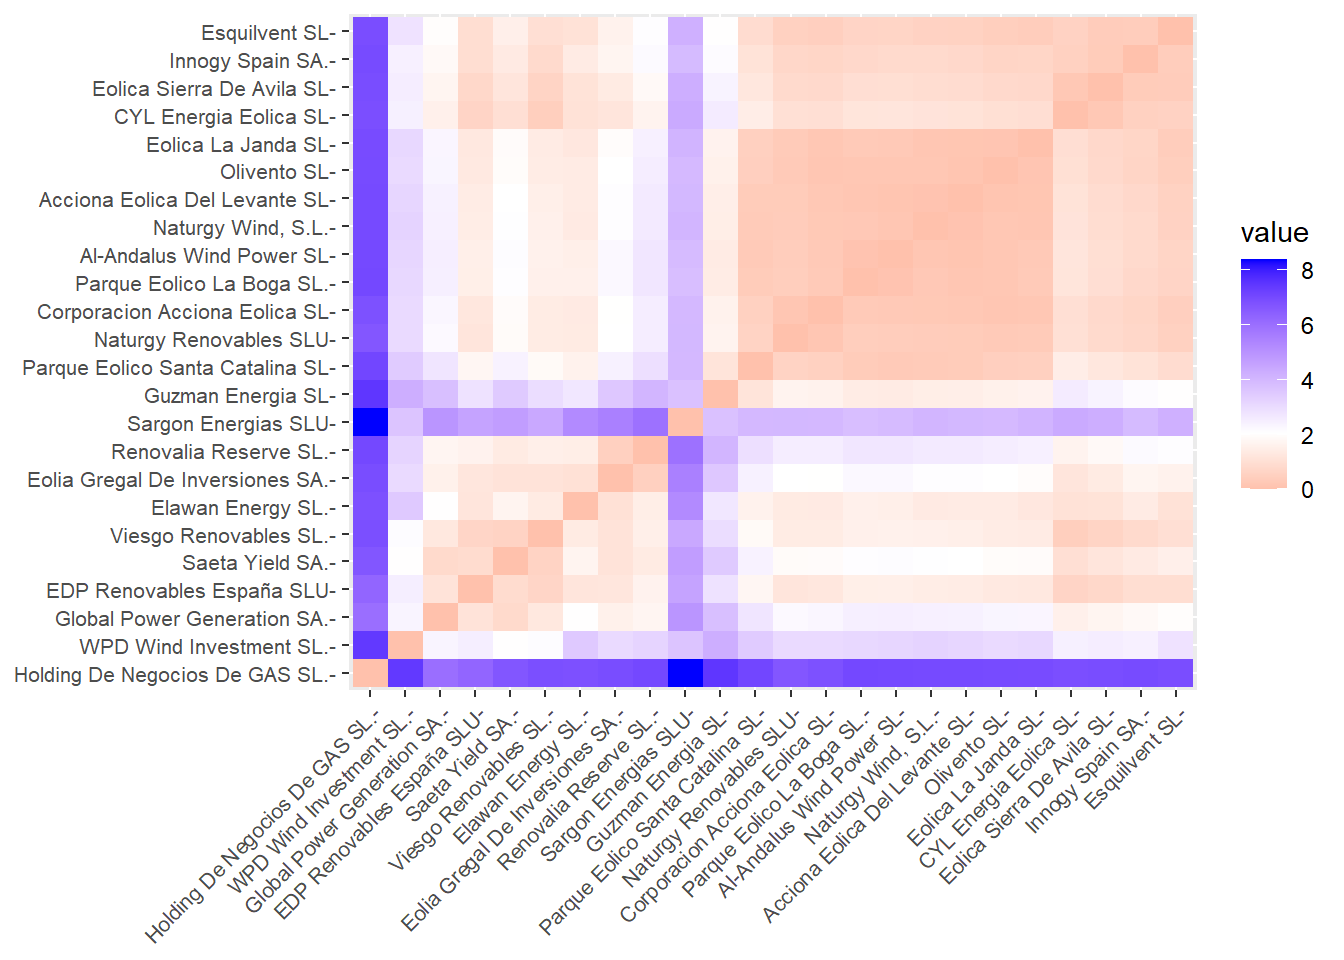 Esquilvent SL-
Innogy Spain SA.-
Eolica Sierra De Avila SL-
CYL Energia Eolica SL-
Eolica La Janda SL-
Olivento SL-
Acciona Eolica Del Levante SL-
Naturgy Wind, S.L.-
Al-Andalus Wind Power SL-
Parque Eolico La Boga SL.-
Corporacion Acciona Eolica SL-
Naturgy Renovables SLU-
Parque Eolico Santa Catalina SL-
Guzman Energia SL-
Sargon Energias SLU-
Renovalia Reserve SL.-
Eolia Gregal De Inversiones SA.-
Elawan Energy SL.-
Viesgo Renovables SL.-
Saeta Yield SA.-
EDP Renovables España SLU-
Global Power Generation SA.-
WPD Wind Investment SL.-
Holding De Negocios De GAS SL.-
Holding De Negocios De GAS SL.-
WPD Wind Investment SL.-
Global Power Generation SA.-
EDP Renovables España SLU-
Saeta Yield SA.-
Viesgo Renovables SL.-
Elawan Energy SL.-
Eolia Gregal De Inversiones SA.-
Renovalia Reserve SL.-
Sargon Energias SLU-
Guzman Energia SL-
Parque Eolico Santa Catalina SL-
Naturgy Renovables SLU-
Corporacion Acciona Eolica SL-
Parque Eolico La Boga SL.-
Al-Andalus Wind Power SL-
Naturgy Wind, S.L.-
Acciona Eolica Del Levante SL-
Olivento SL-
Eolica La Janda SL-
CYL Energia Eolica SL-
Eolica Sierra De Avila SL-
Innogy Spain SA.-
Esquilvent SL-
value
8
6
4
2
0